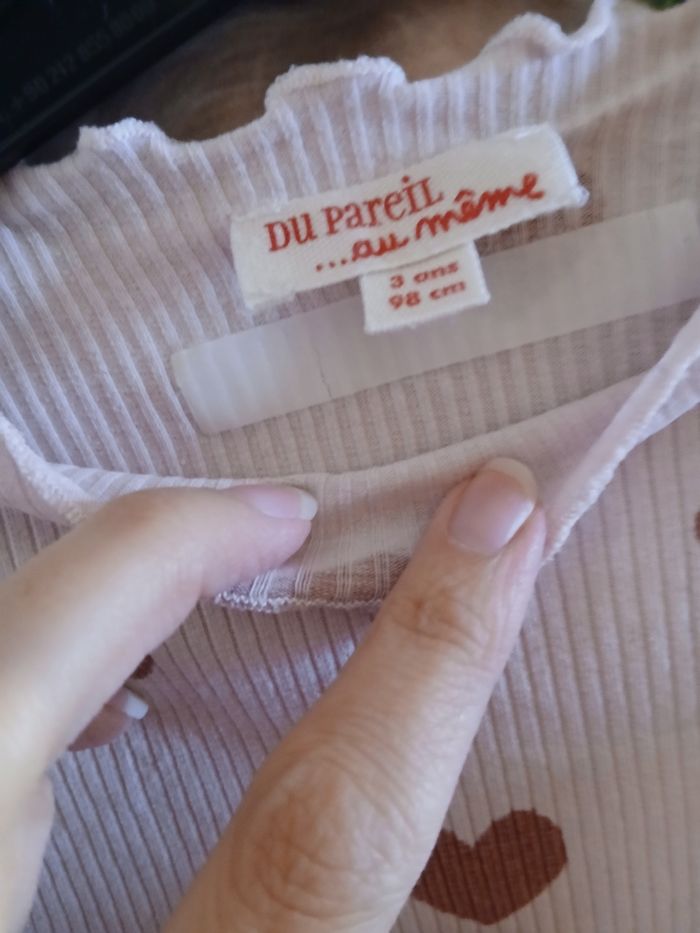 DU PAREIL
...au même
3 ans
98 cm